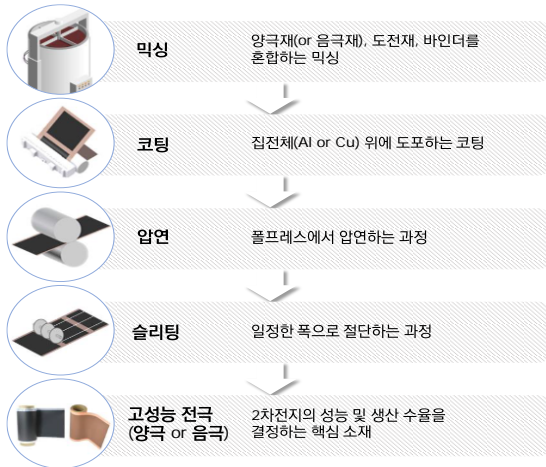 믹싱
양극재(or 음극재), 도전재, 바인더를
혼합하는 믹싱
코팅
집전체(Al or Cu) 위에 도포하는 코팅
압연
폴프레스에서 압연하는 과정
슬리팅
일정한 폭으로 절단하는 과정
고성능 전극
(양극 or 음극)
2차전지의 성능 및 생산 수율을
결정하는 핵심 소재